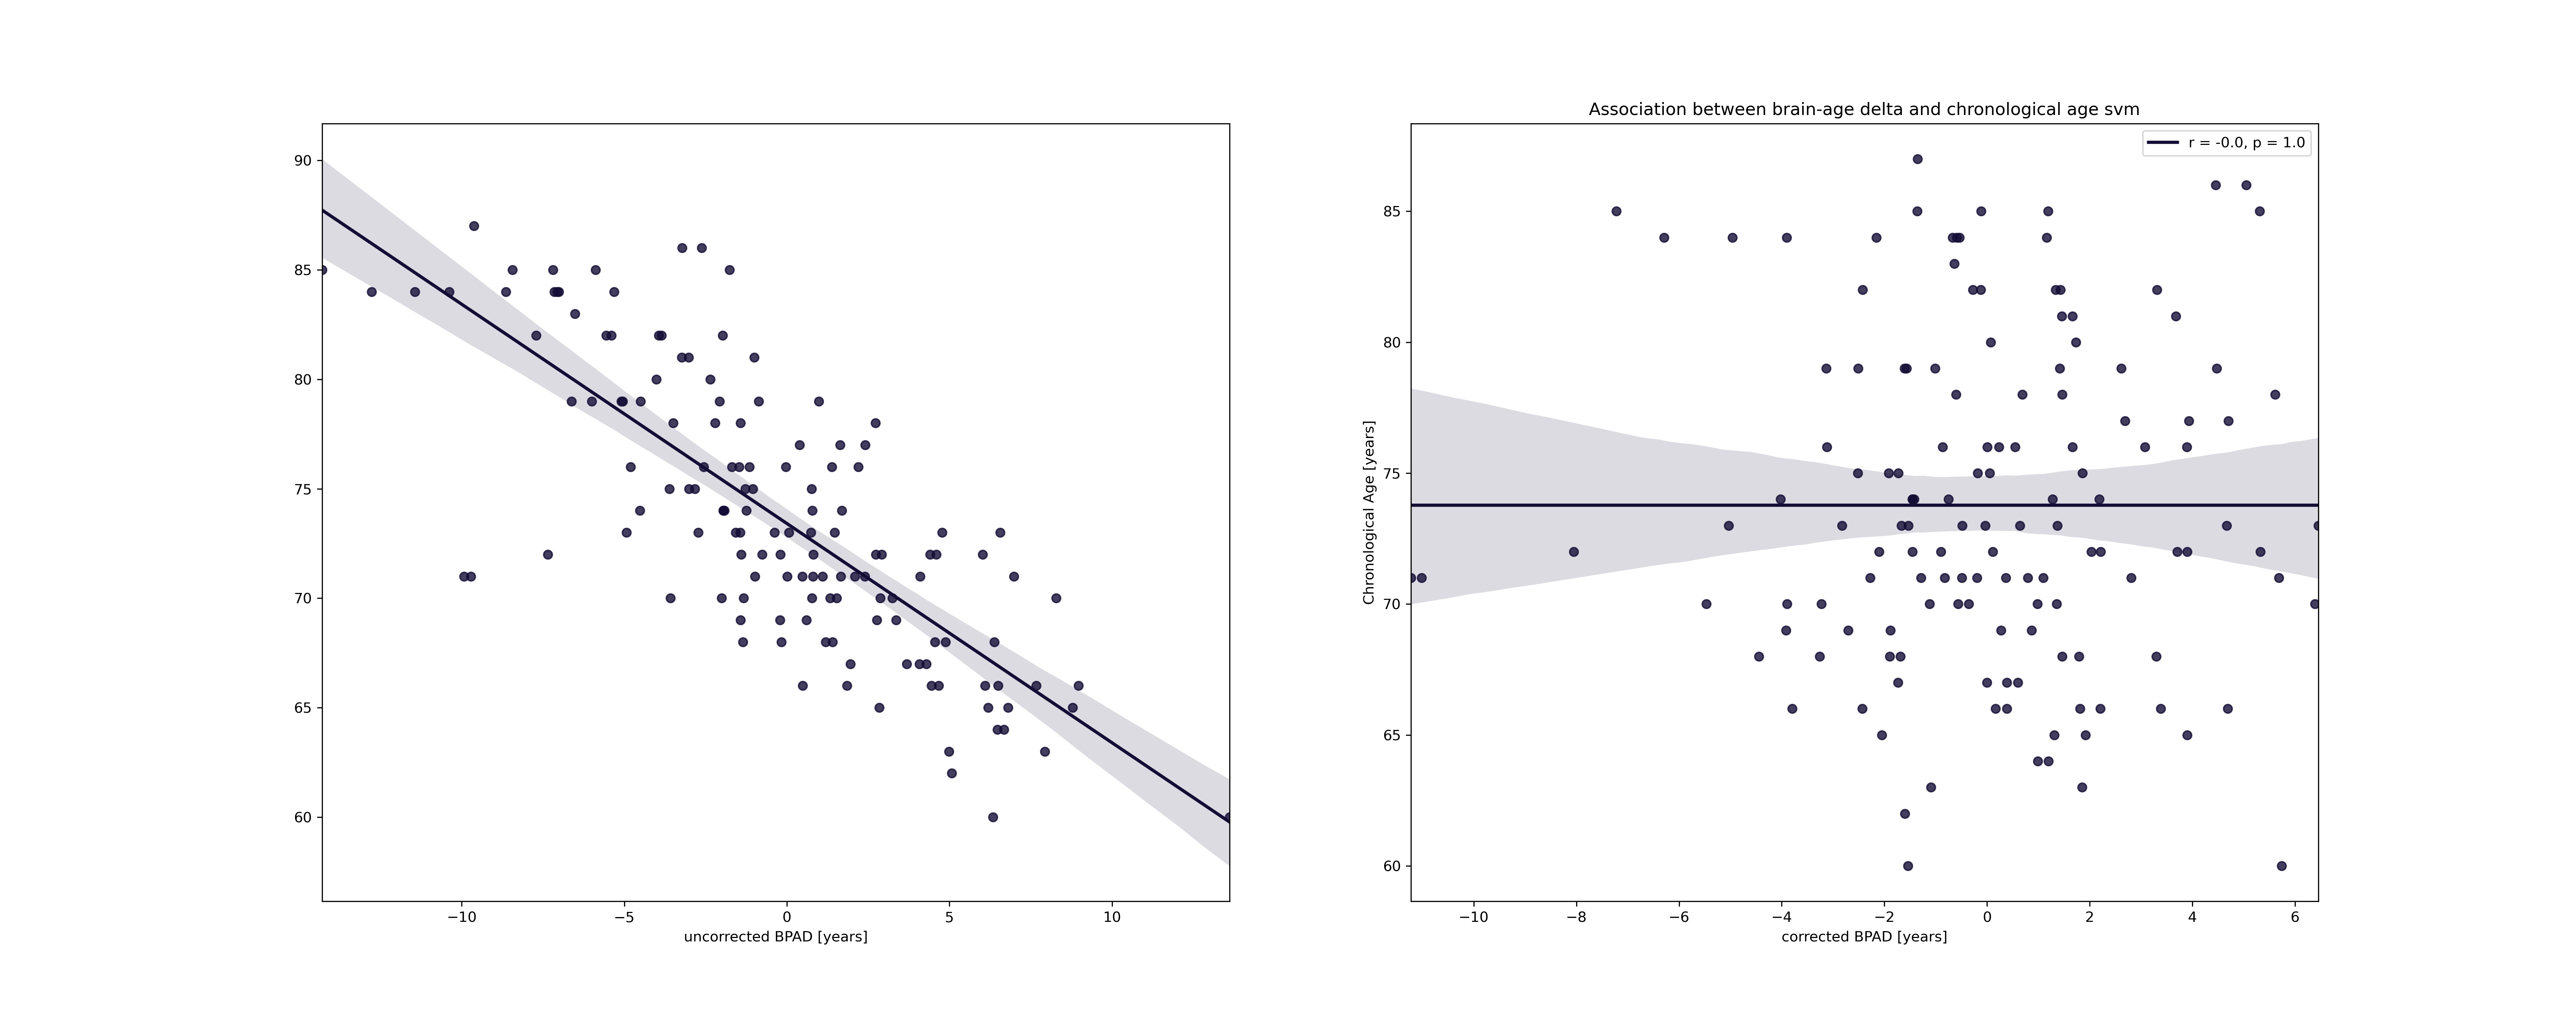 90
85
80
75
70
65
60
−10 −5 0 5 10
uncorrected BPAD [years]
Association between brain-age delta and chronological age svm
r = -0.0, p = 1.0
Chronological Age [years]
85
80
75
70
65
60
−10 −8 −6 −4 −2 0 2 4 6
corrected BPAD [years]